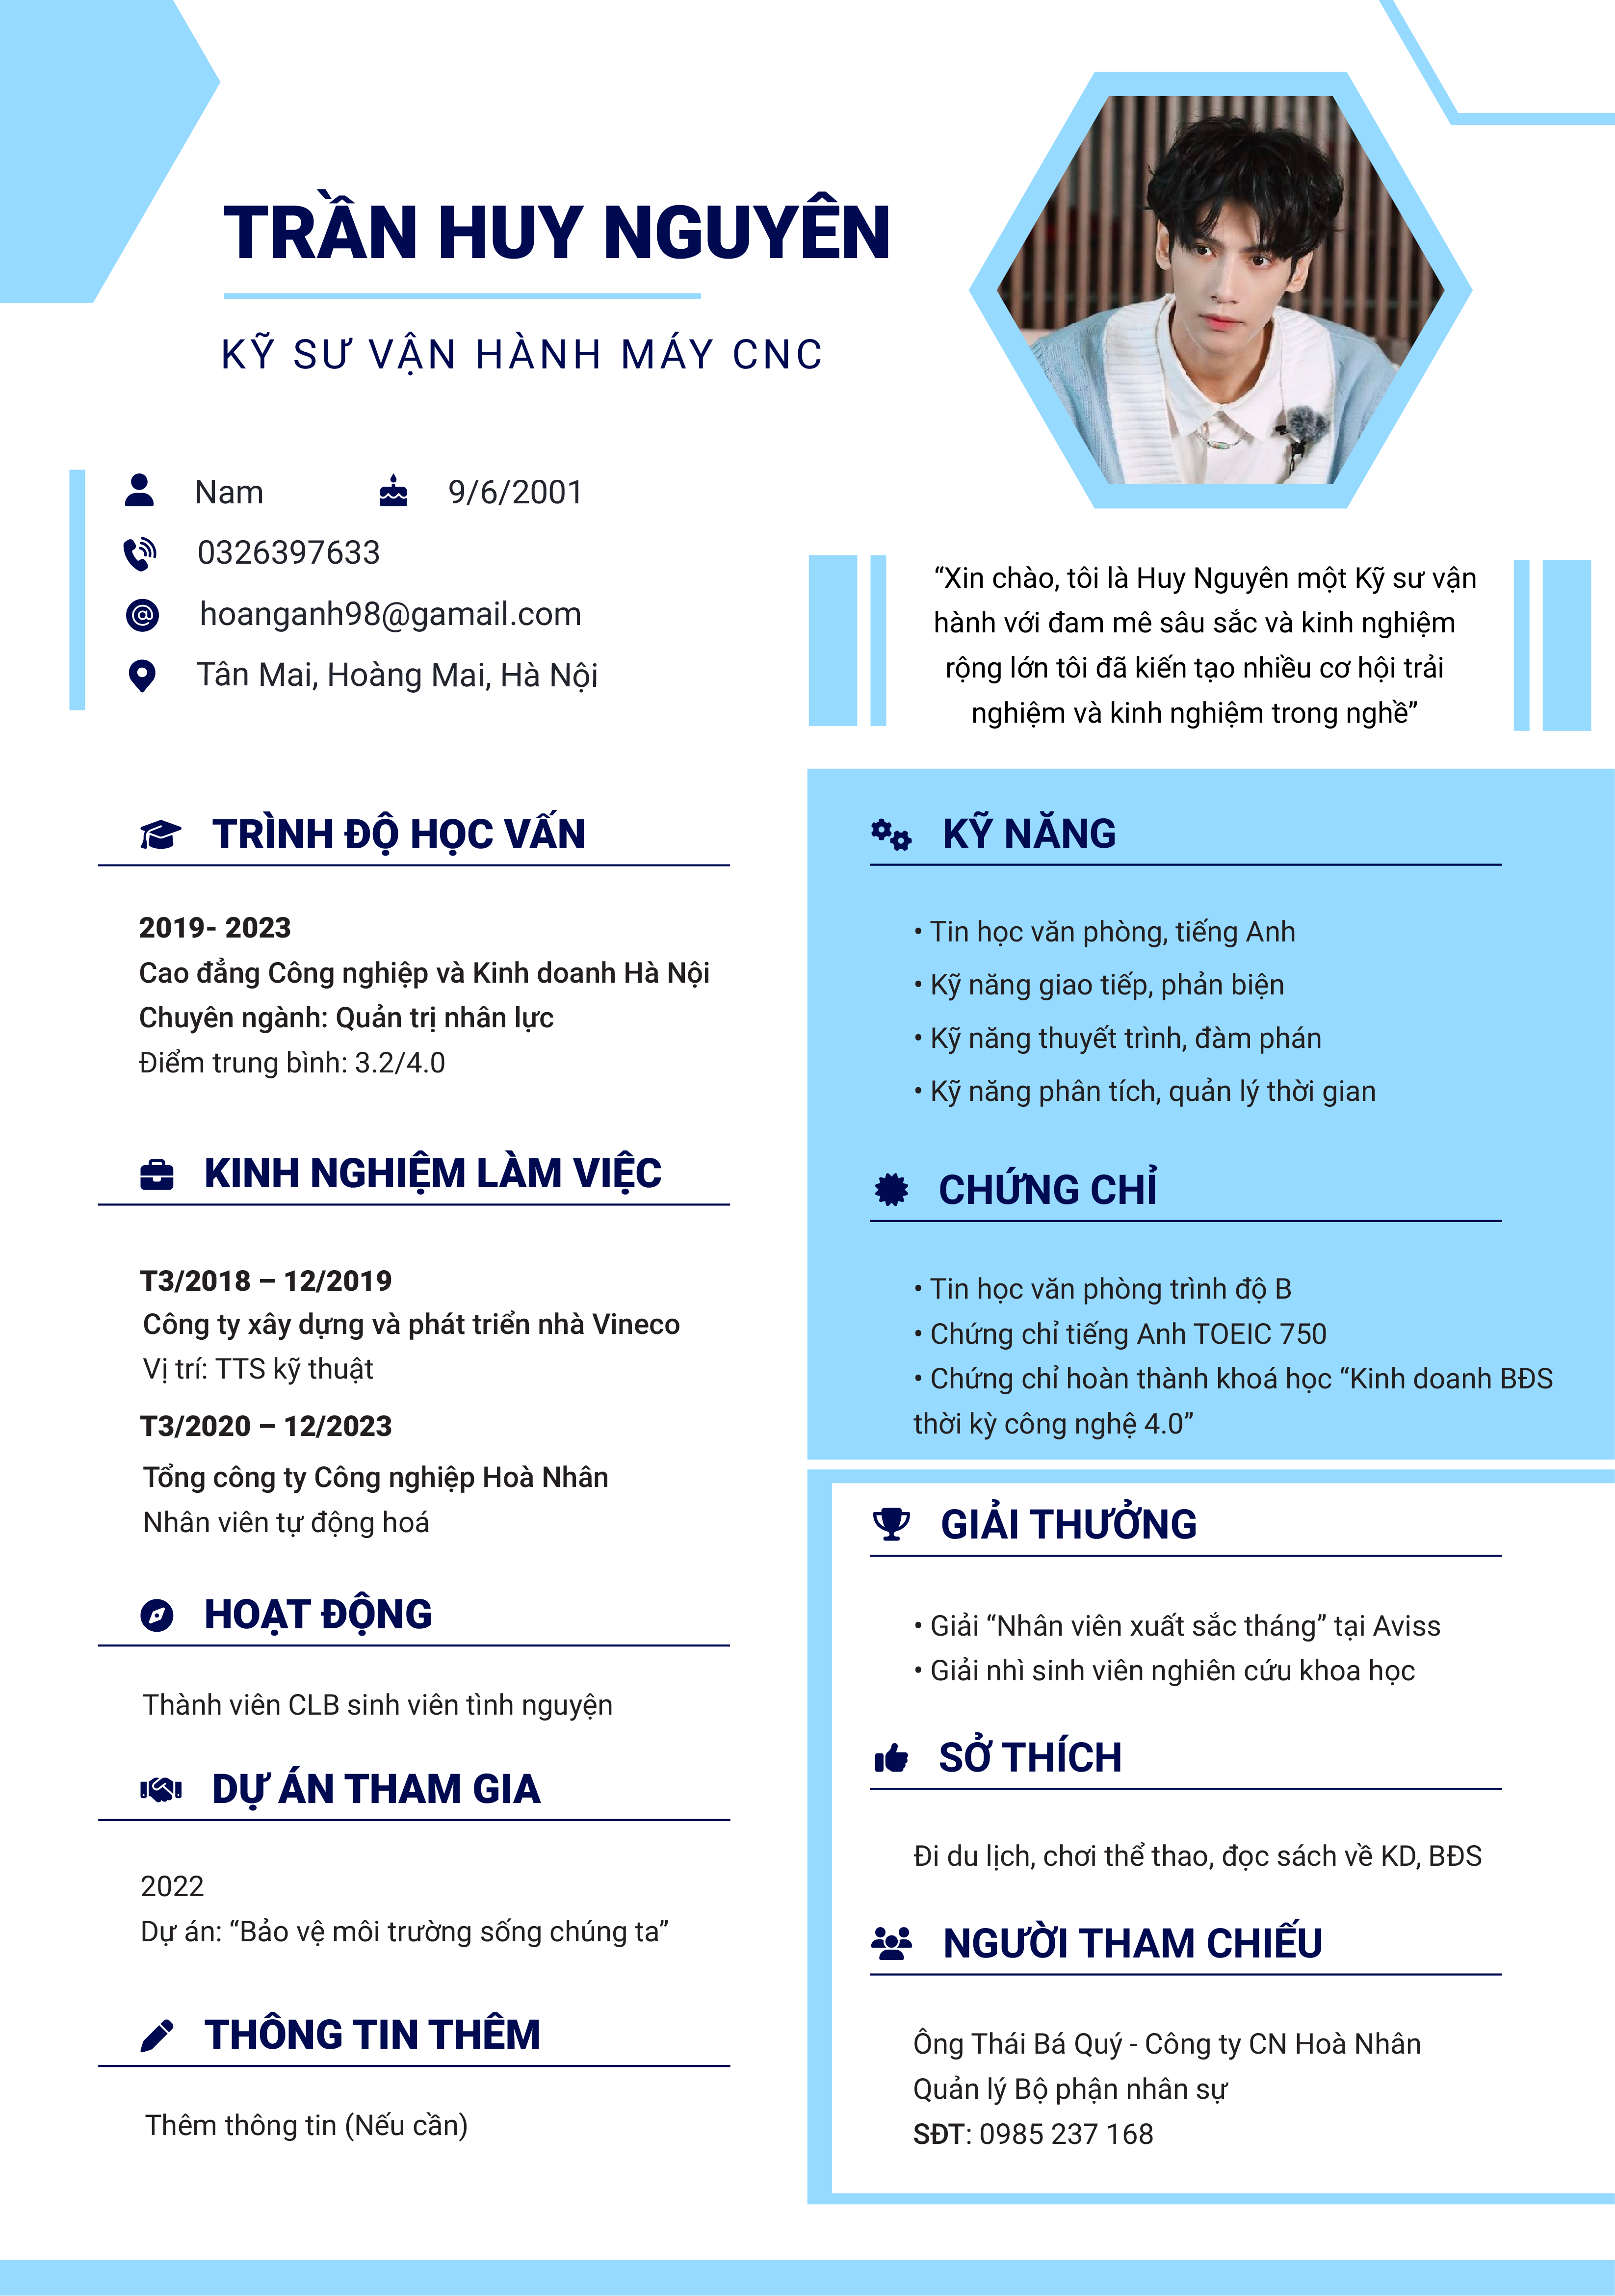 TRẦN HUY NGUYÊN
KỸ SƯ VẬN HÀNH MÁY CNC
Nam
9/6/2001
0326397633
hoanganh98@gamail.com
Tân Mai, Hoàng Mai, Hà Nội
“Xin chào, tôi là Huy Nguyên một Kỹ sư vận
hành với đam mê sâu sắc và kinh nghiệm
rộng lớn tôi đã kiến tạo nhiều cơ hội trải
nghiệm và kinh nghiệm trong nghề”
TRÌNH ĐỘ HỌC VẤN
2019- 2023
Cao đẳng Công nghiệp và Kinh doanh Hà Nội
Chuyên ngành: Quản trị nhân lực
Điểm trung bình: 3.2/4.0
KINH NGHIỆM LÀM VIỆC
T3/2018 – 12/2019
Công ty xây dựng và phát triển nhà Vineco
Vị trí: TTS kỹ thuật
T3/2020 – 12/2023
Tổng công ty Công nghiệp Hoà Nhân
Nhân viên tự động hoá
HOẠT ĐỘNG
Thành viên CLB sinh viên tình nguyện
DỰ ÁN THAM GIA
2022
Dự án: “Bảo vệ môi trường sống chúng ta”
THÔNG TIN THÊM
Thêm thông tin (Nếu cần)
KỸ NĂNG
• Tin học văn phòng, tiếng Anh
• Kỹ năng giao tiếp, phản biện
• Kỹ năng thuyết trình, đàm phán
• Kỹ năng phân tích, quản lý thời gian
CHỨNG CHỈ
• Tin học văn phòng trình độ B
• Chứng chỉ tiếng Anh TOEIC 750
• Chứng chỉ hoàn thành khoá học “Kinh doanh BĐS
thời kỳ công nghệ 4.0”
GIẢI THƯỞNG
• Giải “Nhân viên xuất sắc tháng” tại Aviss
• Giải nhì sinh viên nghiên cứu khoa học
SỞ THÍCH
Đi du lịch, chơi thể thao, đọc sách về KD, BĐS
NGƯỜI THAM CHIẾU
Ông Thái Bá Quý - Công ty CN Hoà Nhân
Quản lý Bộ phận nhân sự
SĐT: 0985 237 168